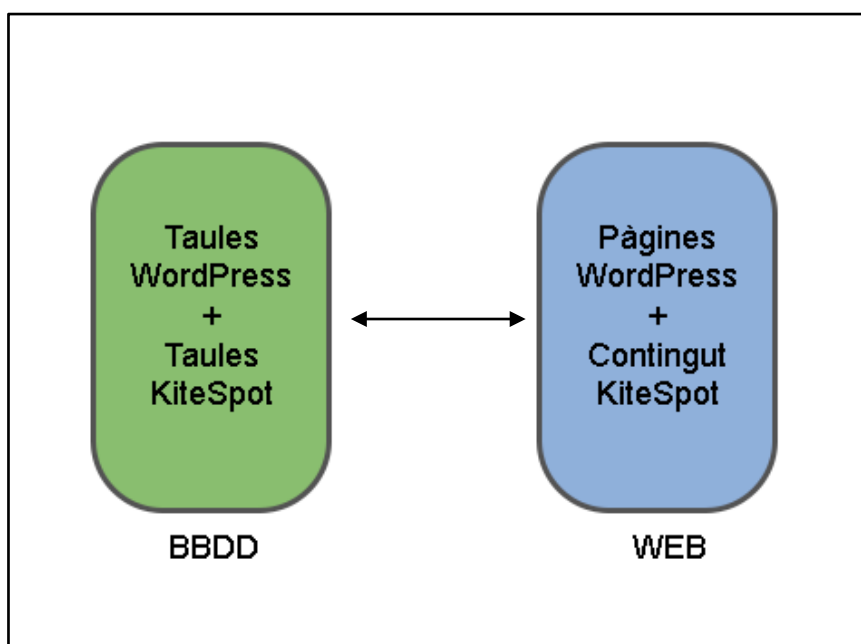 Taules
WordPress
+
Taules
KiteSpot
BBDD
Pàgines
WordPress
+
Contingut
KiteSpot
WEB